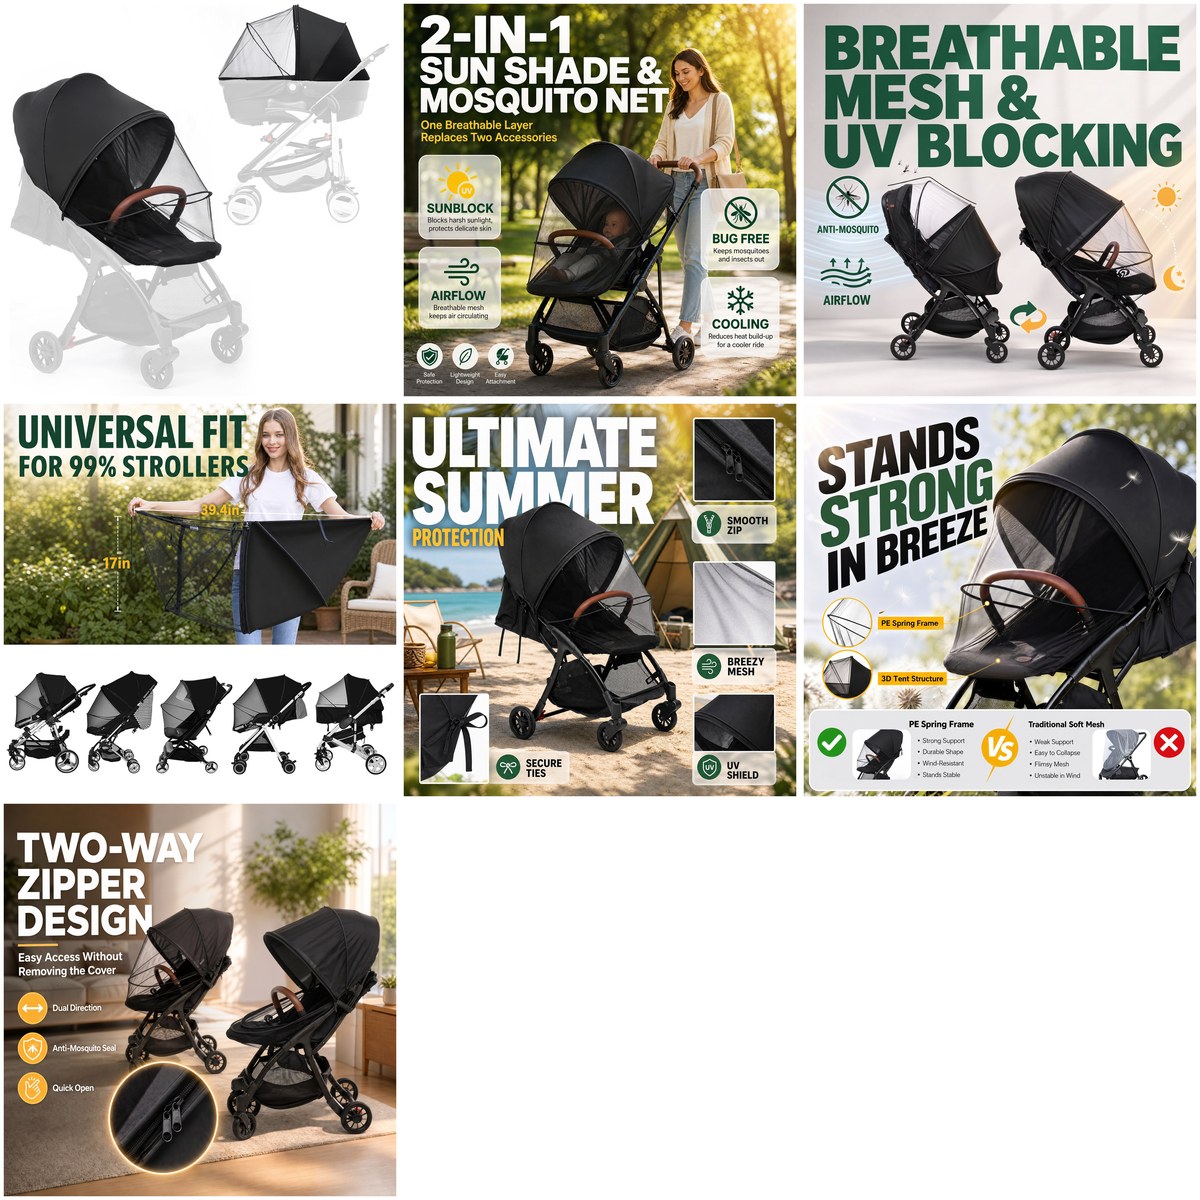 2-IN-1
SUN SHADE &
MOSQUITO NET
One Breathable Layer
Replaces Two Accessories
UV
SUNBLOCK
Blocks harsh sunlight,
protects delicate skin
AIRFLOW
Breathable mesh
keeps air circulating
BUG FREE
Keeps mosquitoes
and insects out
COOLING
Reduces heat build-up
for a cooler ride
Safe
Protection
Lightweight
Design
Easy
Attachment
BREATHABLE
MESH &
UV BLOCKING
ANTI-MOSQUITO
AIRFLOW
UNIVERSAL FIT
FOR 99% STROLLERS
39.4in
17in
ULTIMATE
SUMMER
PROTECTION
SMOOTH
ZIP
BREEZY
MESH
SECURE
TIES
UV
UV
SHIELD
STANDS
STRONG
IN BREEZE
PE Spring Frame
3D Tent Structure
PE Spring Frame
• Strong Support
• Durable Shape
• Wind-Resistant
• Stands Stable
VS
Traditional Soft Mesh
• Weak Support
• Easy to Collapse
• Flimsy Mesh
• Unstable in Wind
TWO-WAY
ZIPPER
DESIGN
Easy Access Without
Removing the Cover
Dual Direction
Anti-Mosquito Seal
Quick Open